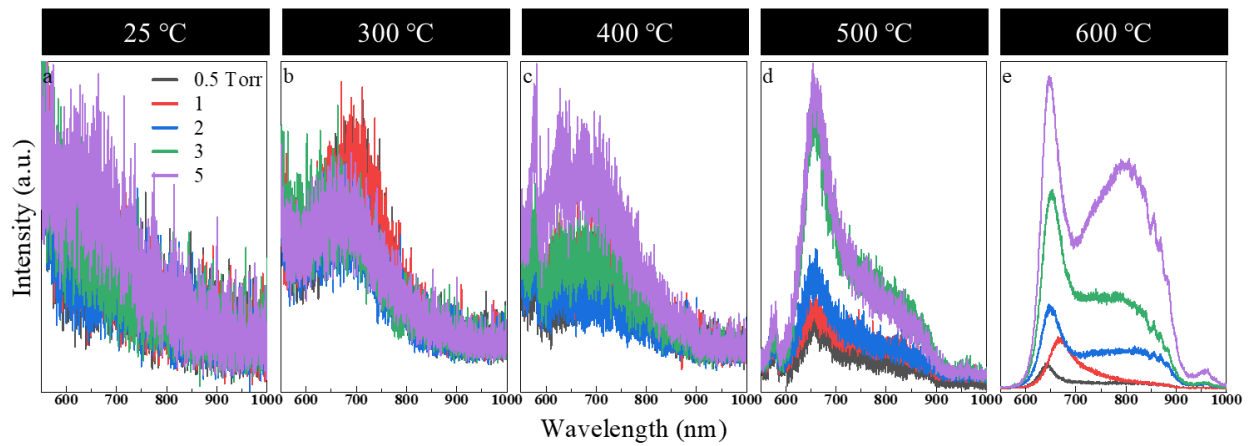 25 °C
300 °C
400 °C
500 °C
600 °C
a
b
c
d
e
0.5 Torr
1
2
3
5
Intensity (a.u.)
600 700 800 900 1000
600 700 800 900 1000
600 700 800 900 1000
600 700 800 900 1000
600 700 800 900 1000
Wavelength (nm)